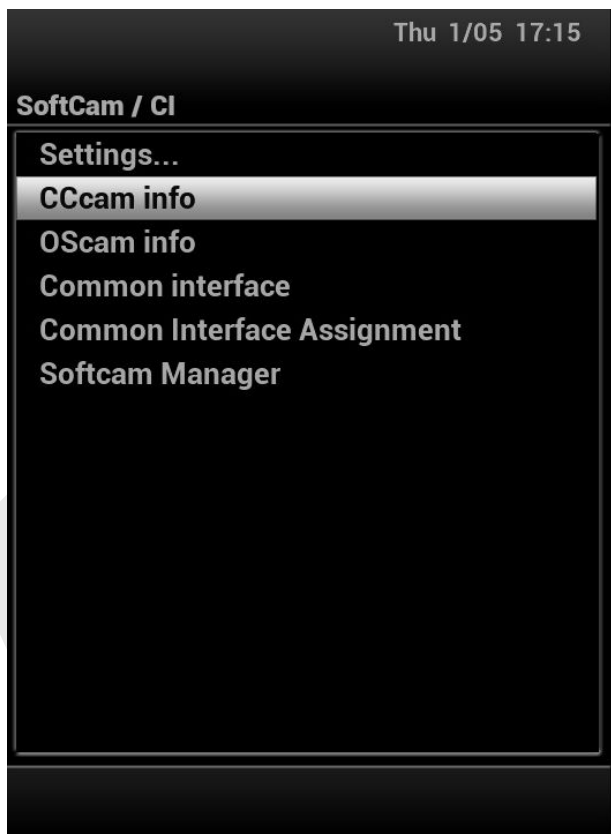 Thu 1/05 17:15
SoftCam / CI
Settings...
CCcam info
OScam info
Common interface
Common Interface Assignment
Softcam Manager